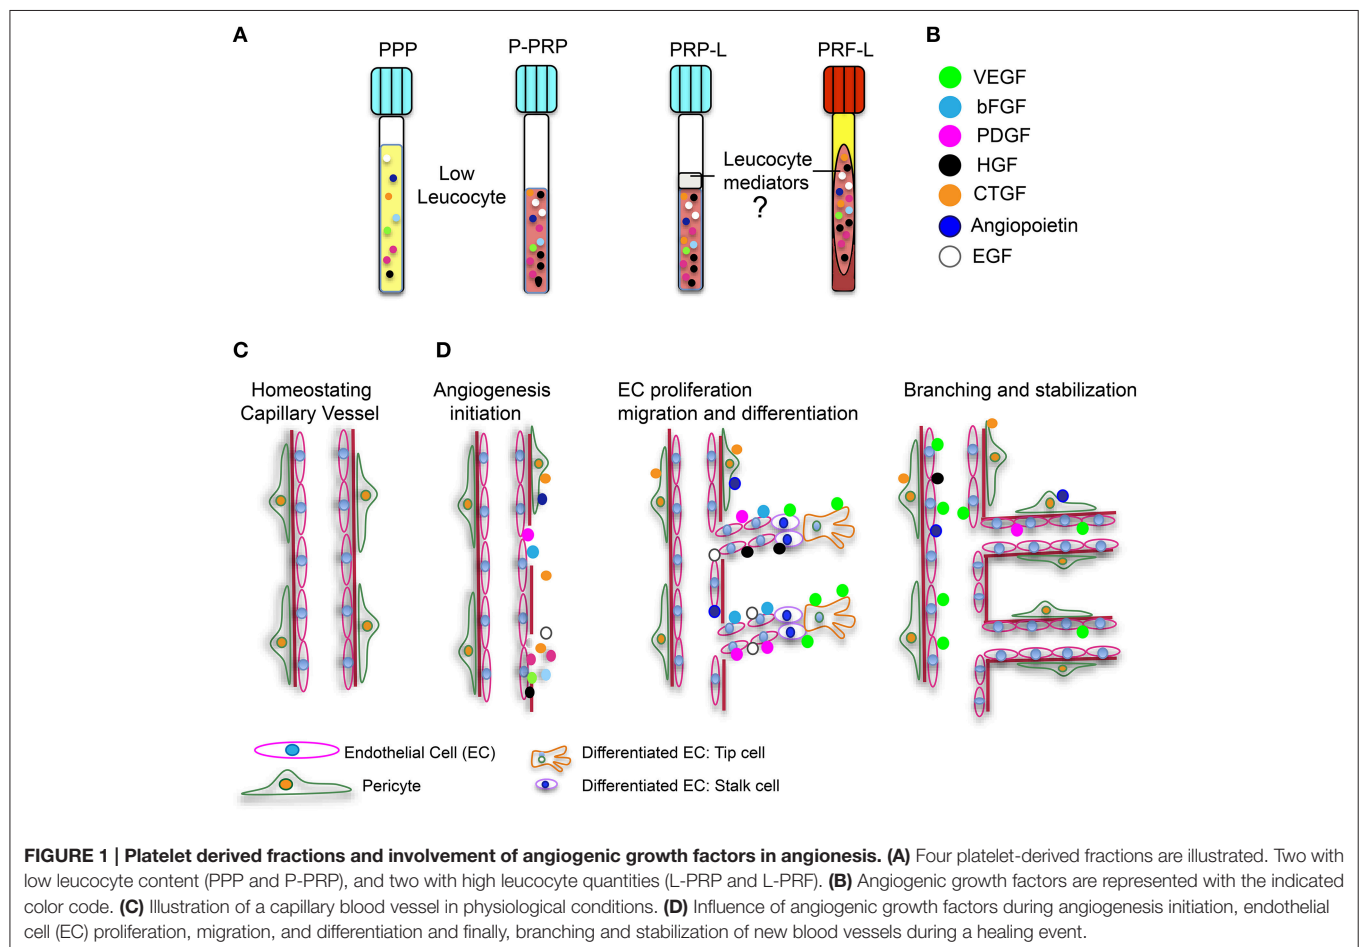 A
PPP
P-PRP
PRP-L
PRF-L
Low
Leucocyte
Leucocyte
mediators
?
B
VEGF
bFGF
PDGF
HGF
CTGF
Angiopoietin
EGF
C
Homeostating
Capillary Vessel
D
Angiogenesis
initiation
EC proliferation
migration and differentiation
Branching and stabilization
Endothelial Cell (EC)
Pericyte
Differentiated EC: Tip cell
Differentiated EC: Stalk cell
FIGURE 1 | Platelet derived fractions and involvement of angiogenic growth factors in angionesis. (A) Four platelet-derived fractions are illustrated. Two with
low leucocyte content (PPP and P-PRP), and two with high leucocyte quantities (L-PRP and L-PRF). (B) Angiogenic growth factors are represented with the indicated
color code. (C) Illustration of a capillary blood vessel in physiological conditions. (D) Influence of angiogenic growth factors during angiogenesis initiation, endothelial
cell (EC) proliferation, migration, and differentiation and finally, branching and stabilization of new blood vessels during a healing event.